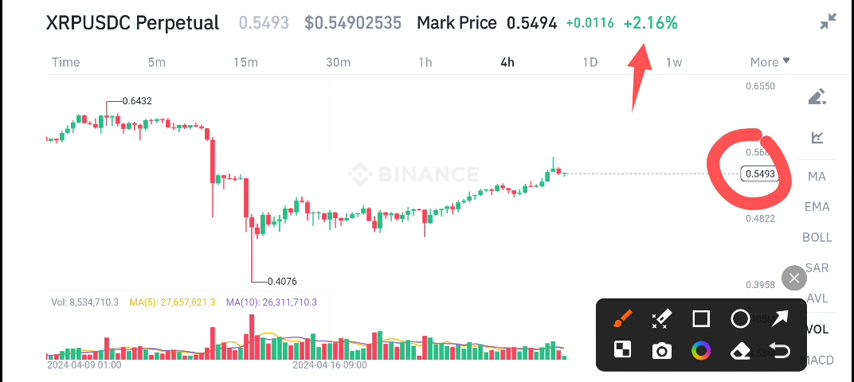 XRPUSDC Perpetual 0.5493 $0.54902535 Mark Price 0.5494 +0.0116 +2.16%
Time 5m 15m 30m 1h 4h 1D 1w More
0.6550
0.6432
0.5493
BINANCE
MA
EMA
0.4822
BOLL
SAR
0.4076
0.3958
AVL
Vol: 8,534,710.3 MA(5): 27,657,621.3 MA(10): 26,311,710.3
VOL
MACD
2024-04-09 01:00 2024-04-16 09:00